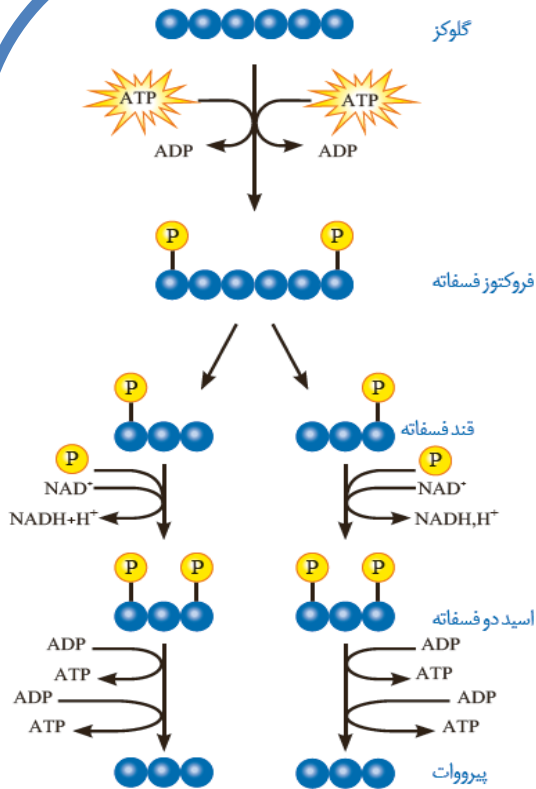 گلوکز
ATP ATP
ADP ADP
P P
فروکتوز فسفاته
P P
قند فسفاته
P P
NAD⁺ NAD⁺
NADH+H⁺ NADH,H⁺
P P P P
اسید دو فسفاته
ADP ADP
ATP ATP
ADP ADP
ATP ATP
پیرووات